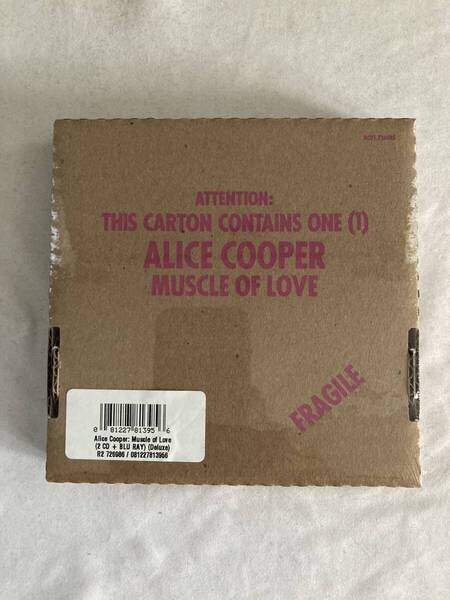 ATTENTION:
THIS CARTON CONTAINS ONE (1)
ALICE COOPER
MUSCLE OF LOVE
FRAGILE
0 81227 81395 6
Alice Cooper: Muscle of Love
(2 CD + BLU RAY) (Deluxe)
R2 726986 / 081227813956